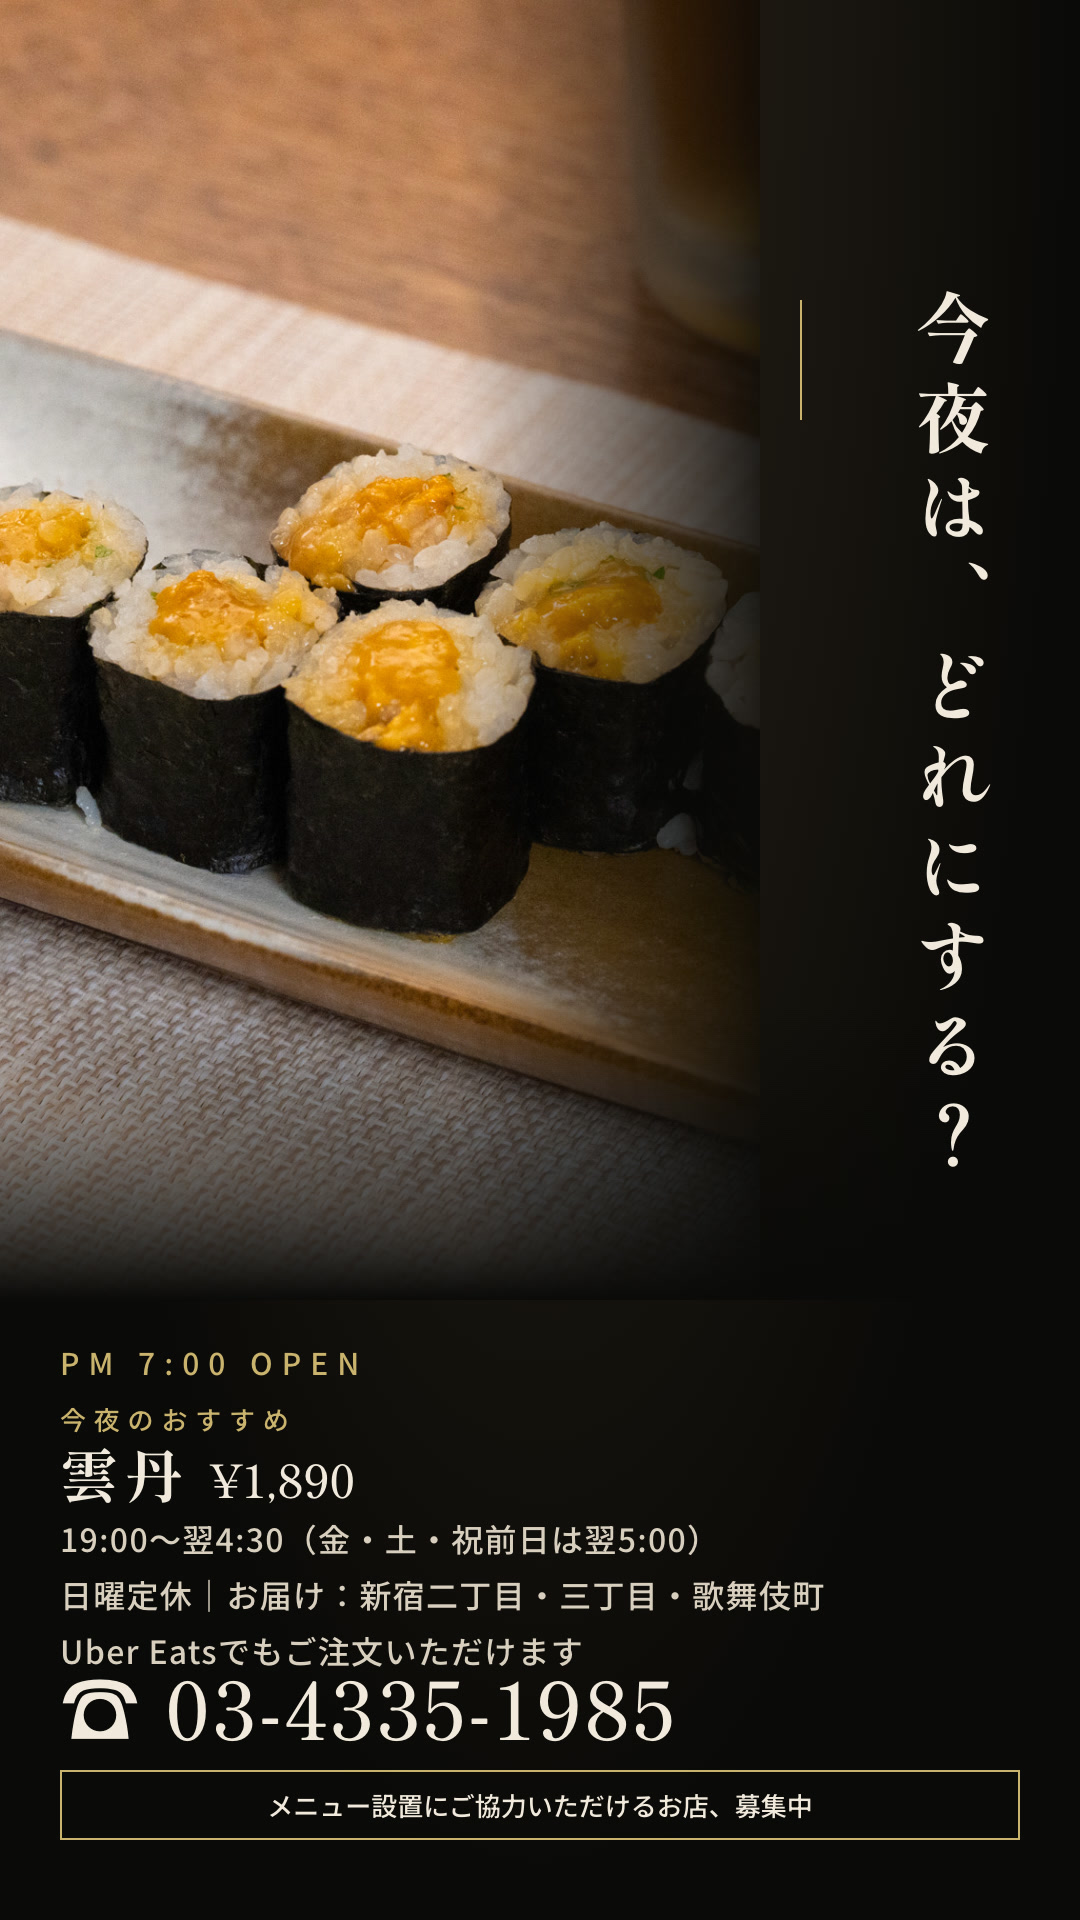 今夜は、どれにする？
PM 7:00 OPEN
今夜のおすすめ
雲丹 ¥1,890
19:00〜翌4:30（金・土・祝前日は翌5:00）
日曜定休｜お届け：新宿二丁目・三丁目・歌舞伎町
Uber Eatsでもご注文いただけます
☎ 03-4335-1985
メニュー設置にご協力いただけるお店、募集中